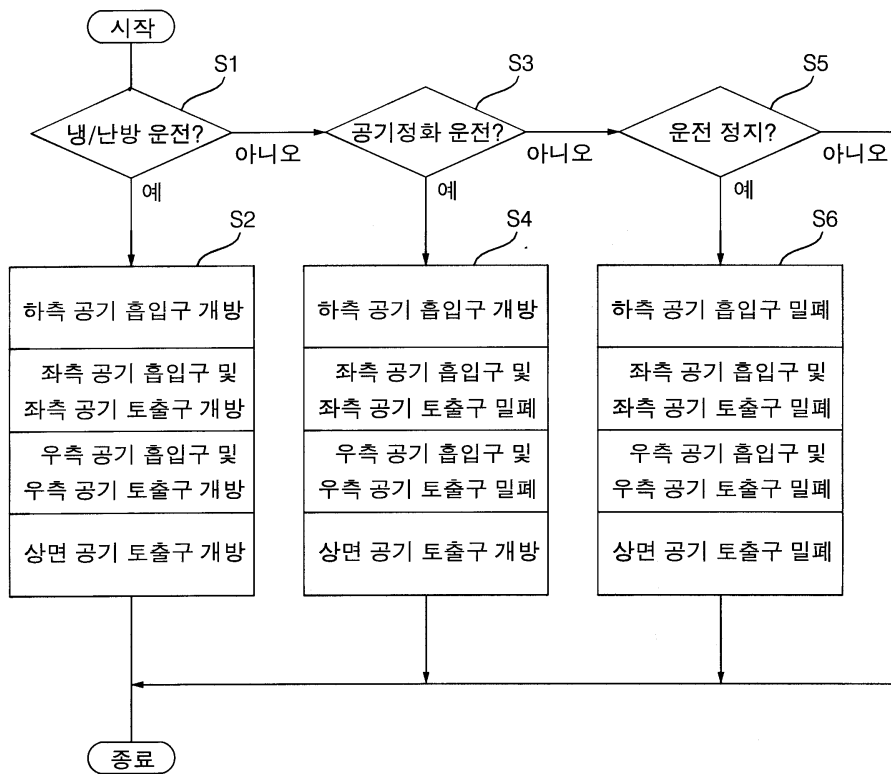 시작
S1
냉/난방 운전?
아니오
예
S3
공기정화 운전?
아니오
예
S5
운전 정지?
아니오
예
S2
하측 공기 흡입구 개방
좌측 공기 흡입구 및
좌측 공기 토출구 개방
우측 공기 흡입구 및
우측 공기 토출구 개방
상면 공기 토출구 개방
S4
하측 공기 흡입구 개방
좌측 공기 흡입구 및
좌측 공기 토출구 밀폐
우측 공기 흡입구 및
우측 공기 토출구 밀폐
상면 공기 토출구 개방
S6
하측 공기 흡입구 밀폐
좌측 공기 흡입구 및
좌측 공기 토출구 밀폐
우측 공기 흡입구 및
우측 공기 토출구 밀폐
상면 공기 토출구 밀폐
종료